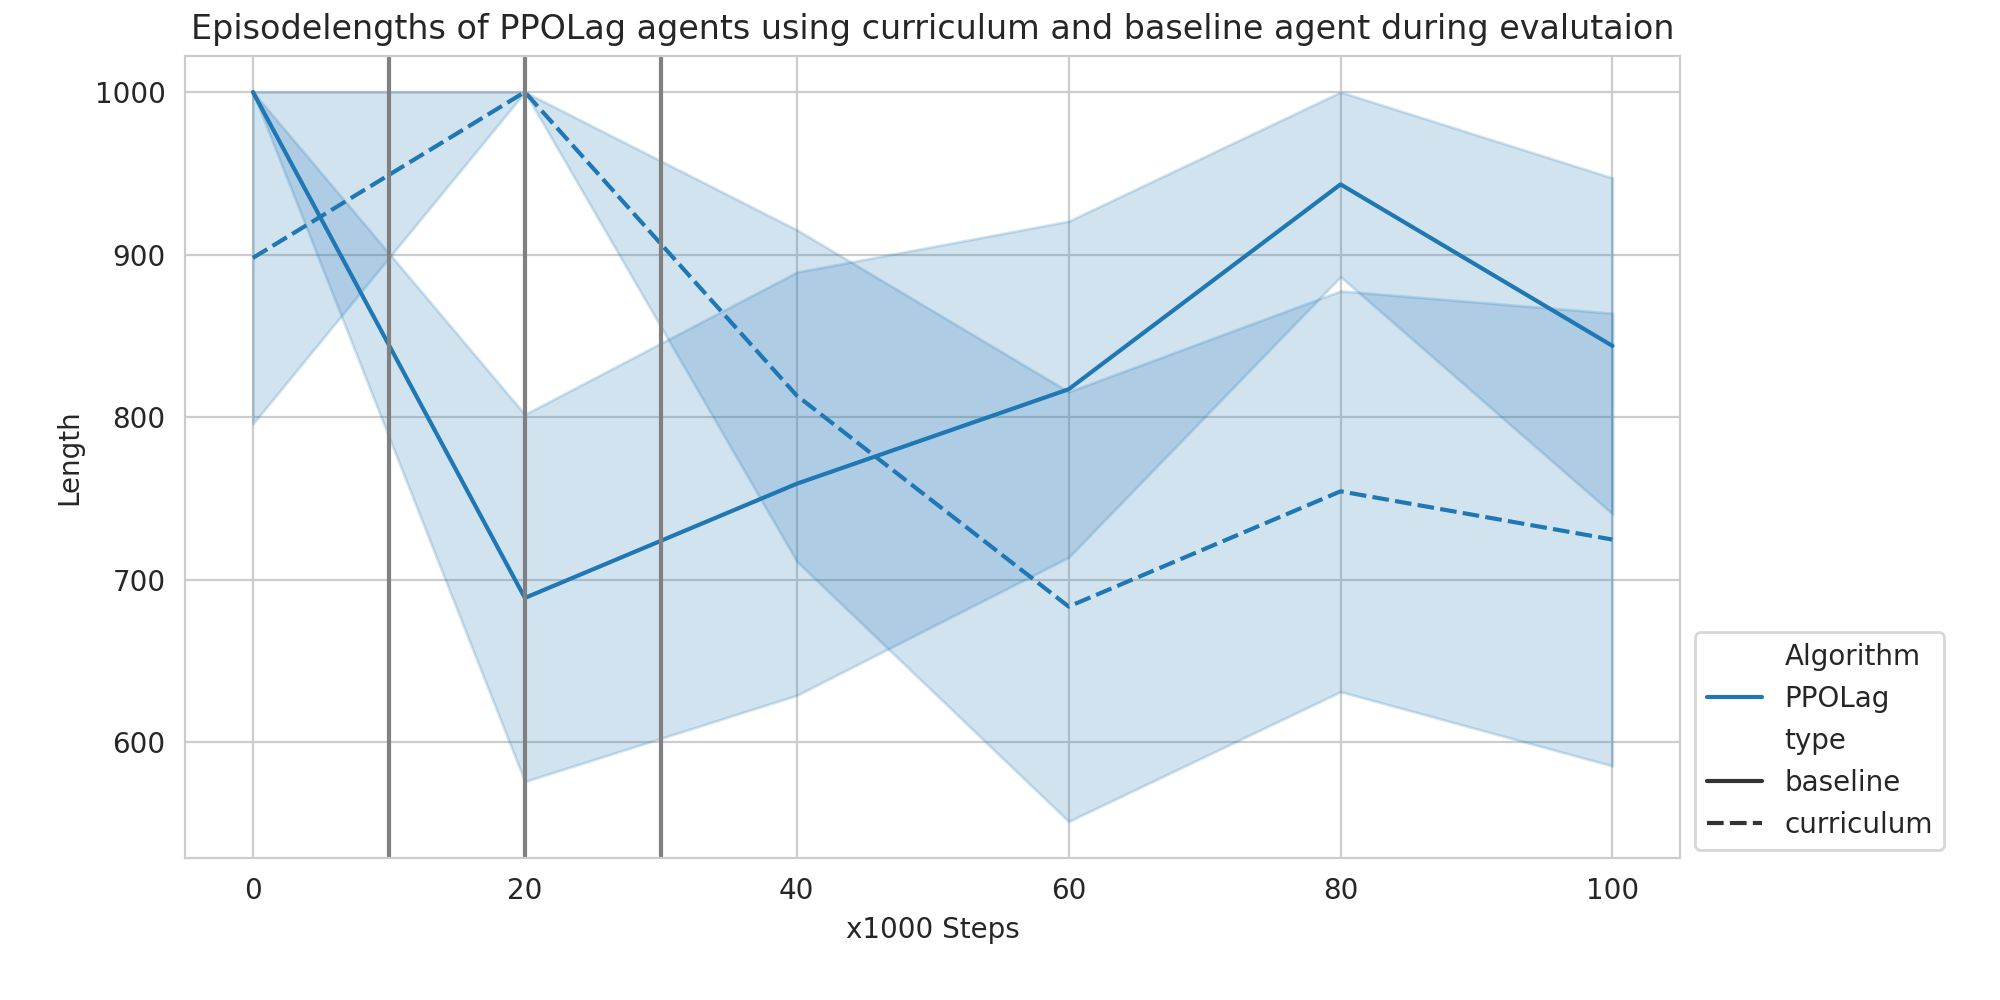 Episodelengths of PPOLag agents using curriculum and baseline agent during evalutaion
1000
900
800
700
600
Length
0 20 40 60 80 100
x1000 Steps
Algorithm
PPOLag
type
baseline
curriculum